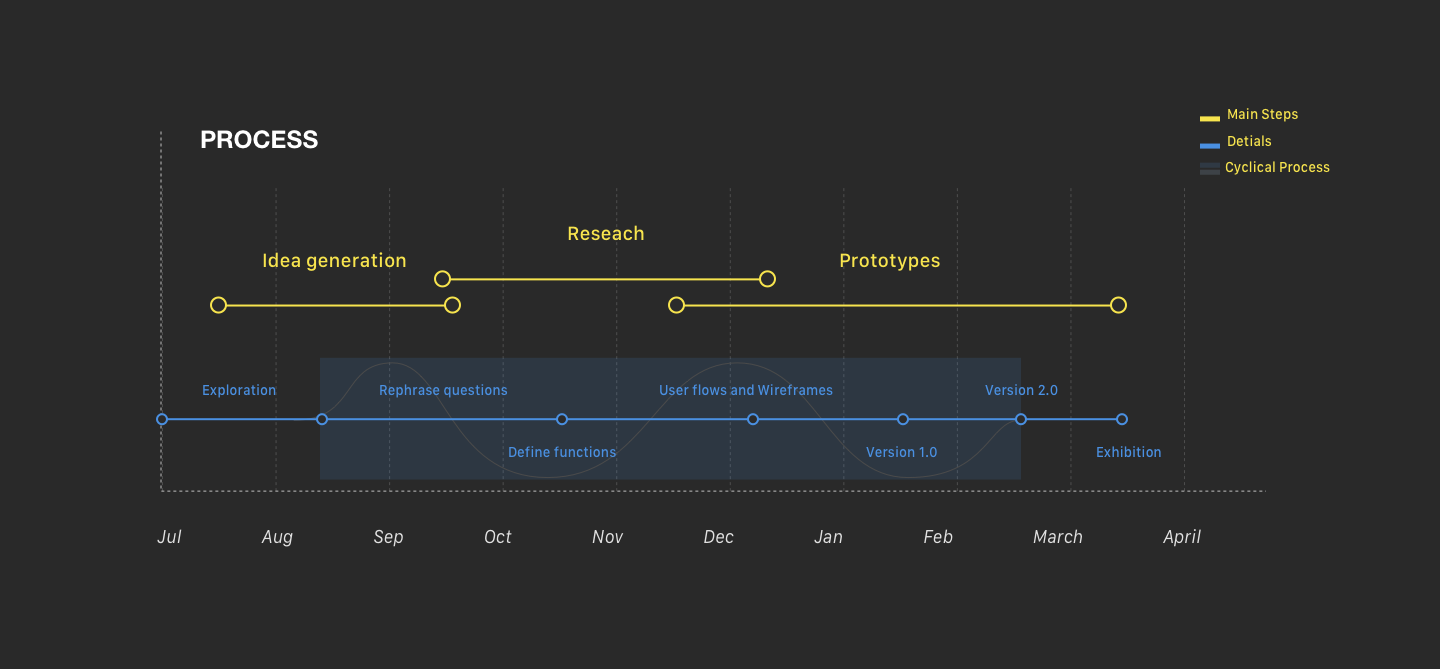 PROCESS
Main Steps
Detials
Cyclical Process
Reseach
Idea generation
Prototypes
Exploration
Rephrase questions
User flows and Wireframes
Version 2.0
Define functions
Version 1.0
Exhibition
Jul
Aug
Sep
Oct
Nov
Dec
Jan
Feb
March
April